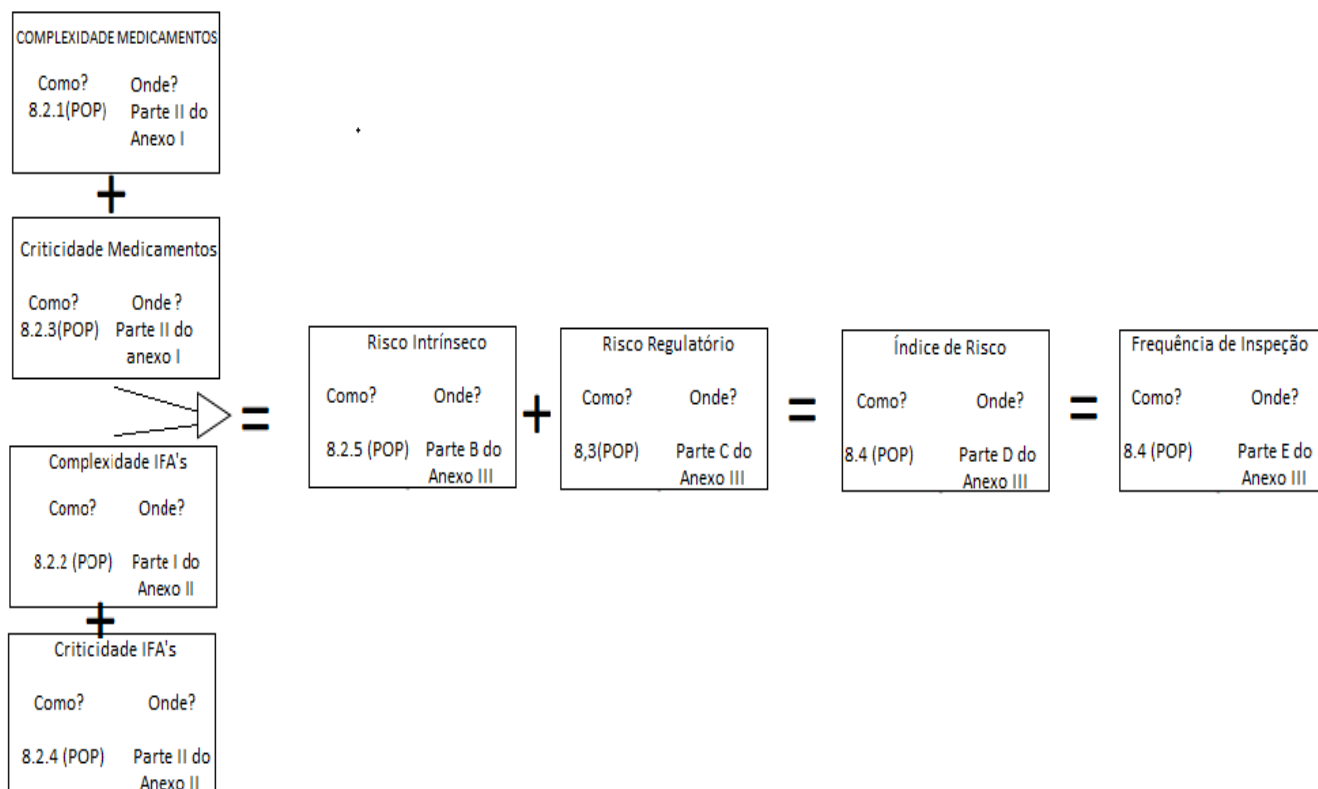 COMPLEXIDADE MEDICAMENTOS
Como? Onde?
8.2.1(POP) Parte II do
Anexo I
+
Criticidade Medicamentos
Como? Onde ?
8.2.3(POP) Parte II do
anexo I
=
Complexidade IFA's
Como? Onde?
8.2.2 (POP) Parte I do
Anexo II
+
Criticidade IFA's
Como? Onde?
8.2.4 (POP) Parte II do
Anexo II
Risco Intrínseco
Como? Onde?
8.2.5 (POP) Parte B do
Anexo III
+
Risco Regulatório
Como? Onde?
8,3(POP) Parte C do
Anexo III
=
Índice de Risco
Como? Onde?
8.4 (POP) Parte D do
Anexo III
=
Frequência de Inspeção
Como? Onde?
8.4 (POP) Parte E do
Anexo III